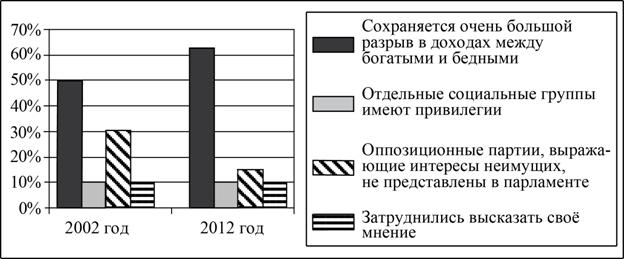 70%
60%
50%
40%
30%
20%
10%
0%
2002 год
2012 год
Сохраняется очень большой
разрыв в доходах между
богатыми и бедными
Отдельные социальные группы
имеют привилегии
Оппозиционные партии, выража-
ющие интересы неимущих,
не представлены в парламенте
Затруднились высказать своё
мнение